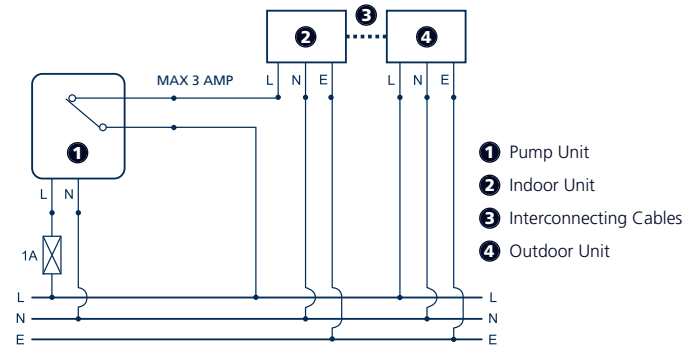 3
2
4
MAX 3 AMP
L N E
L N E
1
L N
1A
1 Pump Unit
2 Indoor Unit
3 Interconnecting Cables
4 Outdoor Unit
L L
N N
E E